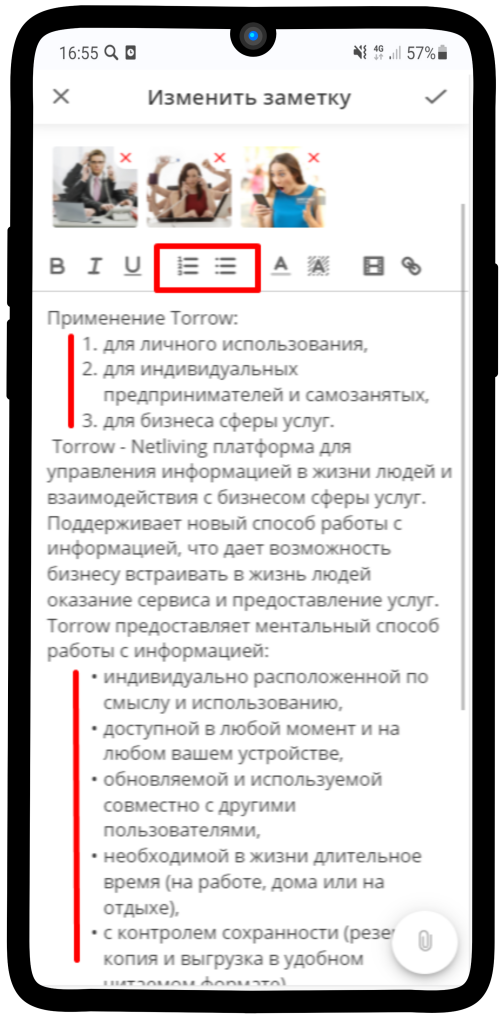 16:55
4G
57%
Изменить заметку
B I U A A
Применение Torrow:
1. для личного использования,
2. для индивидуальных
предпринимателей и самозанятых,
3. для бизнеса сферы услуг.
Torrow - Netliving платформа для
управления информацией в жизни людей и
взаимодействия с бизнесом сферы услуг.
Поддерживает новый способ работы с
информацией, что дает возможность
бизнесу встраивать в жизнь людей
оказание сервиса и предоставление услуг.
Torrow предоставляет ментальный способ
работы с информацией:
• индивидуально расположенной по
смыслу и использованию,
• доступной в любой момент и на
любом вашем устройстве,
• обновляемой и используемой
совместно с другими
пользователями,
• необходимой в жизни длительное
время (на работе, дома или на
отдыхе),
• с контролем сохранности
копия и выгрузка в удобном
читаемом формате)